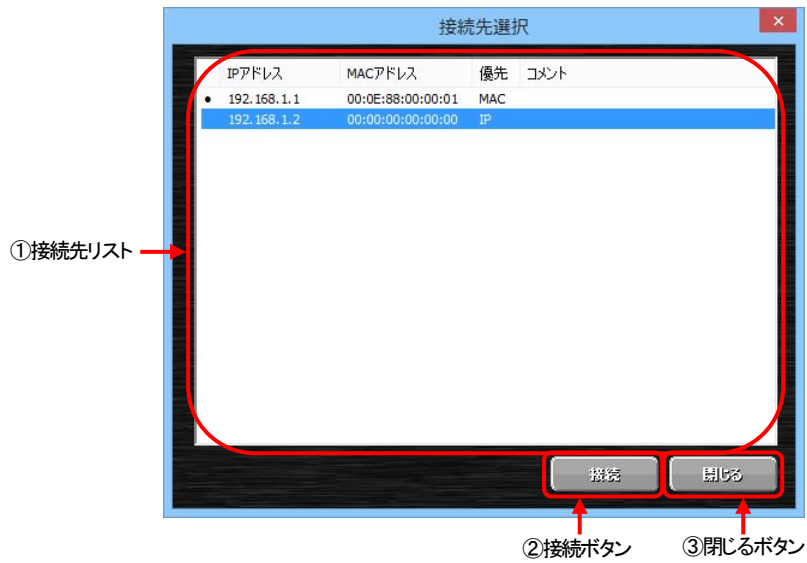 接続先選択
IPアドレス MACアドレス 優先 コメント
● 192.168.1.1 00:0E:88:00:00:01 MAC
192.168.1.2 00:00:00:00:00:00 IP
①接続先リスト
接続 閉じる
②接続ボタン ③閉じるボタン